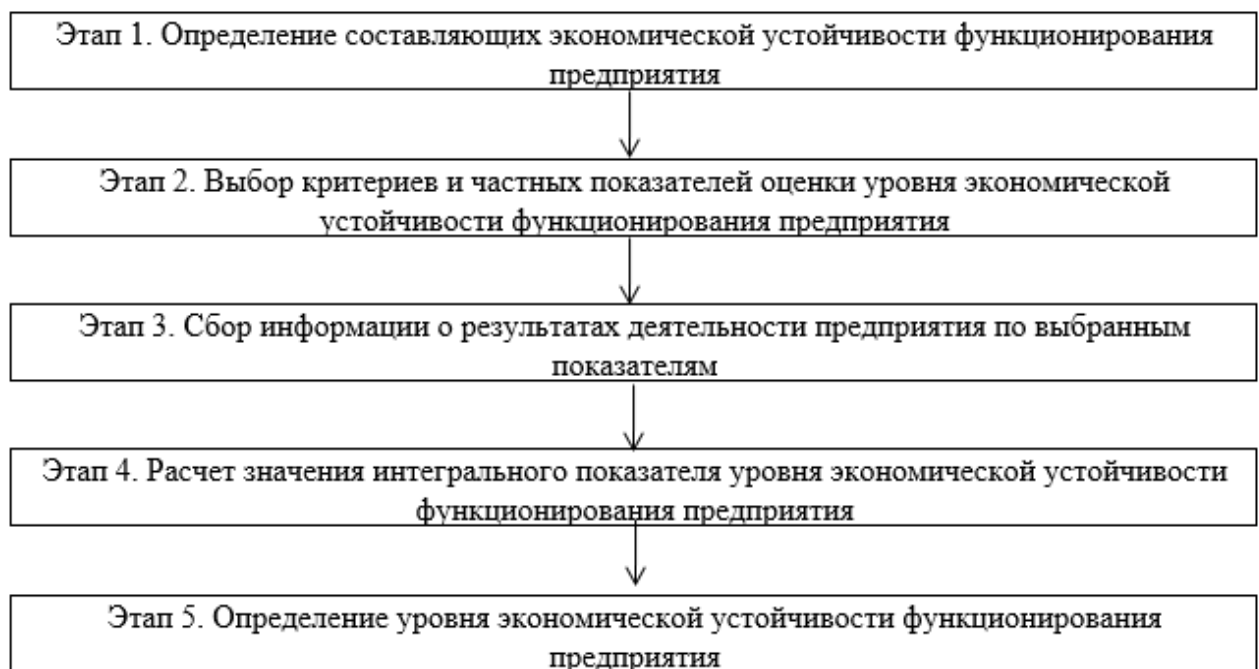 Этап 1. Определение составляющих экономической устойчивости функционирования
предприятия
Этап 2. Выбор критериев и частных показателей оценки уровня экономической
устойчивости функционирования предприятия
Этап 3. Сбор информации о результатах деятельности предприятия по выбранным
показателям
Этап 4. Расчет значения интегрального показателя уровня экономической устойчивости
функционирования предприятия
Этап 5. Определение уровня экономической устойчивости функционирования
предприятия